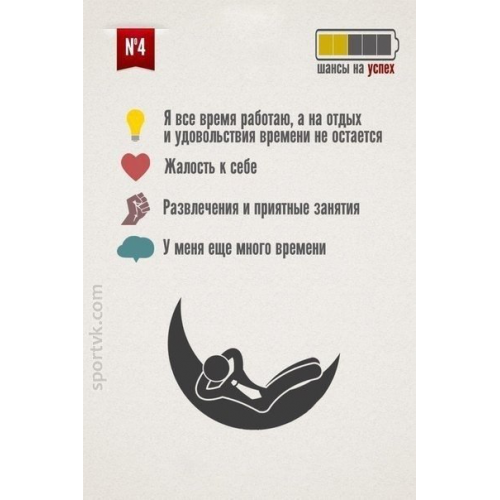 №4
шансы на успех
Я все время работаю, а на отдых
и удовольствия времени не остается
Жалость к себе
Развлечения и приятные занятия
У меня еще много времени
sportvk.com